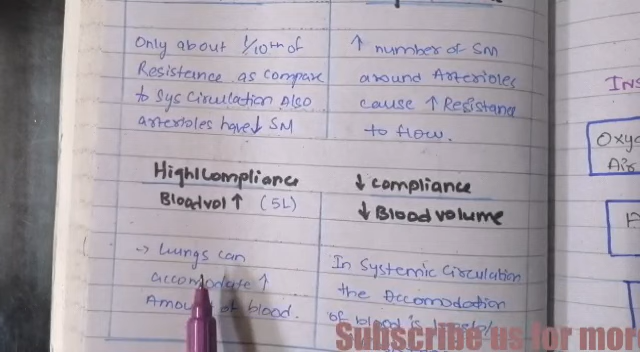 Only about 1/10th of
Resistance as compare
to Sys Circulation Also
arterioles have ↓ SM
↑ number of Sm
around Arterioles
cause ↑ Resistance
to flow.
High Compliance
Blood vol ↑ (5L)
↓ compliance
↓ Blood volume
→ Lungs can
accomodate ↑
Amount of blood.
In Systemic Circulation
the Accomodation
of blood is
INS
Oxyg
Air
Subscribe us for mor